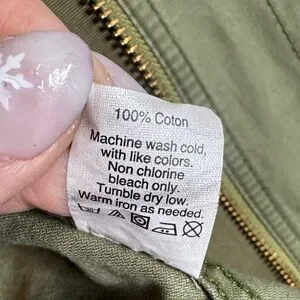 100% Coton
Machine wash cold,
with like colors.
Non chlorine
bleach only.
Tumble dry low.
Warm iron as needed.